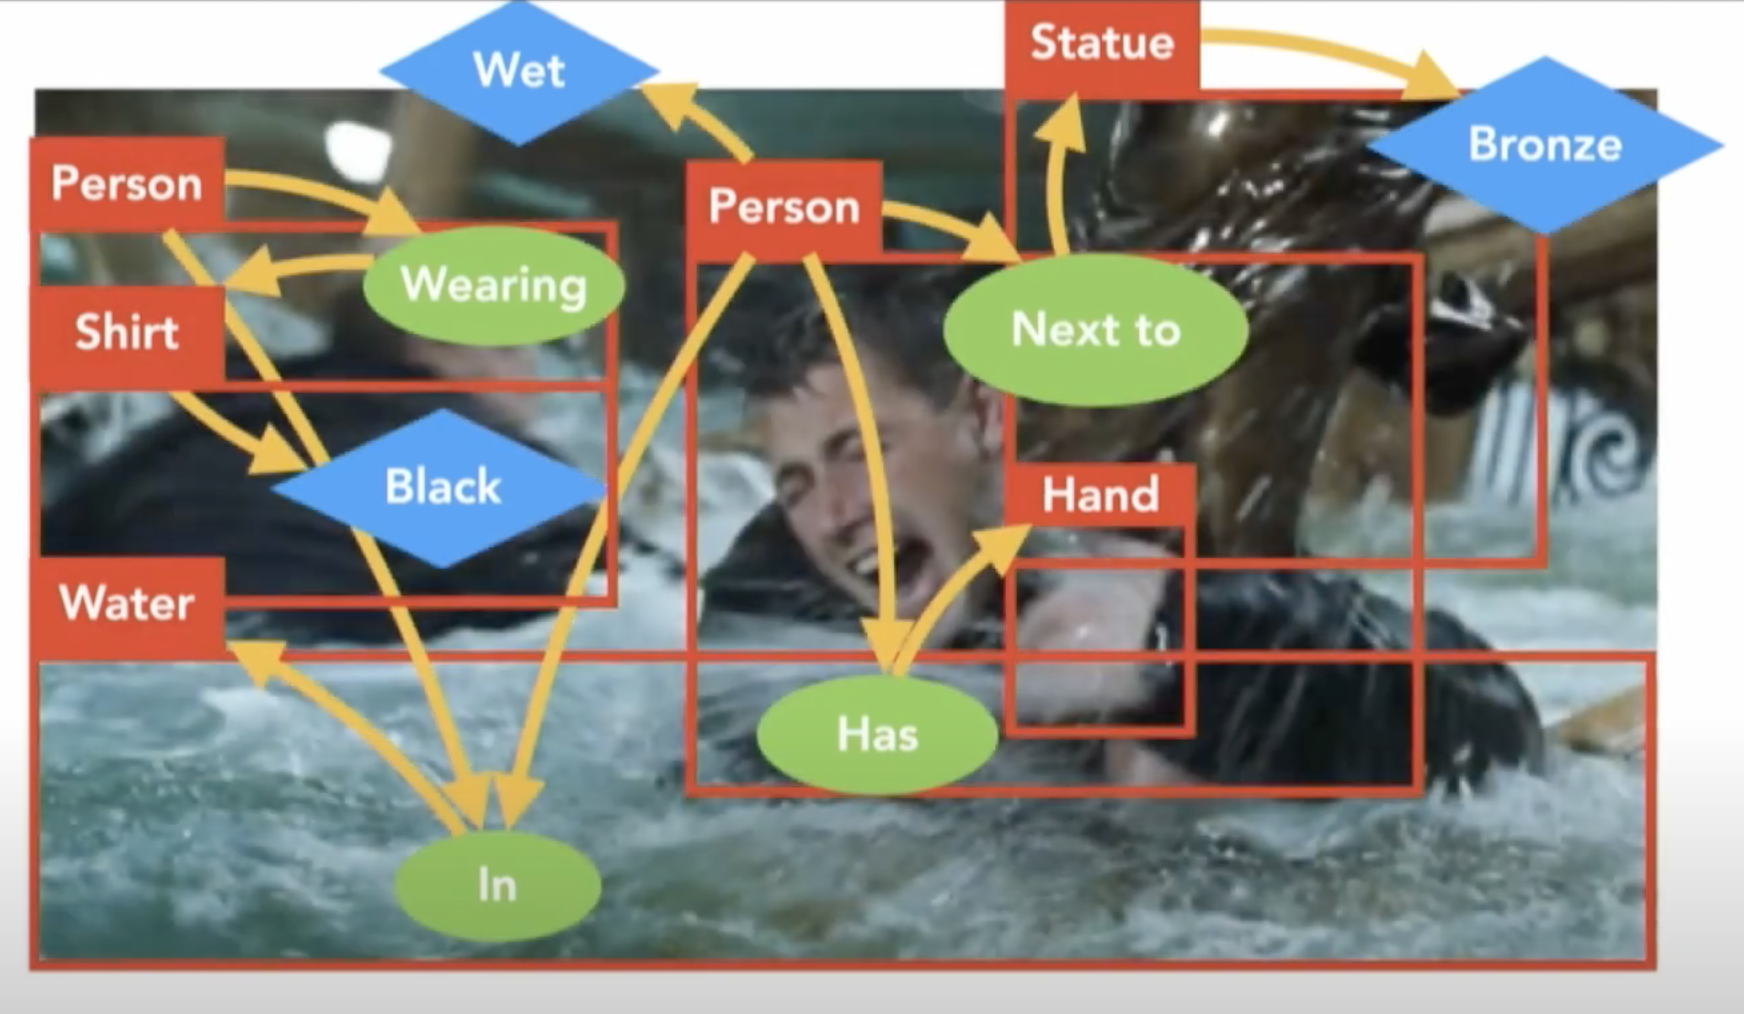 Wet
Statue
Bronze
Person
Person
Wearing
Shirt
Next to
Black
Hand
Water
Has
In